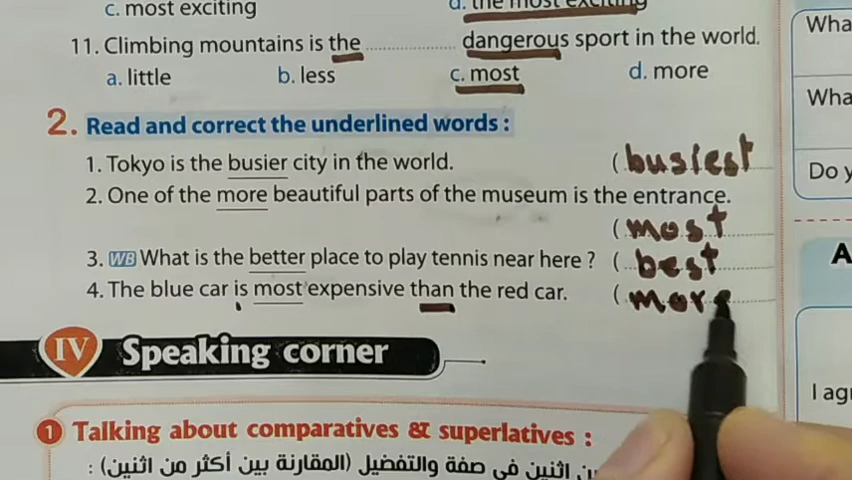 c. most exciting d. the most exciting
11. Climbing mountains is the ................ dangerous sport in the world.
a. little b. less c. most d. more
2. Read and correct the underlined words :
1. Tokyo is the busier city in the world. ( busiest
2. One of the more beautiful parts of the museum is the entrance.
( most
3. WB What is the better place to play tennis near here ? ( best
4. The blue car is most expensive than the red car. ( more
IV Speaking corner
1 Talking about comparatives & superlatives :
اثنين فى صفة والتفضيل (المقارنة بين أكثر من اثنين) :
Wha
Wha
Do y
A
I ag